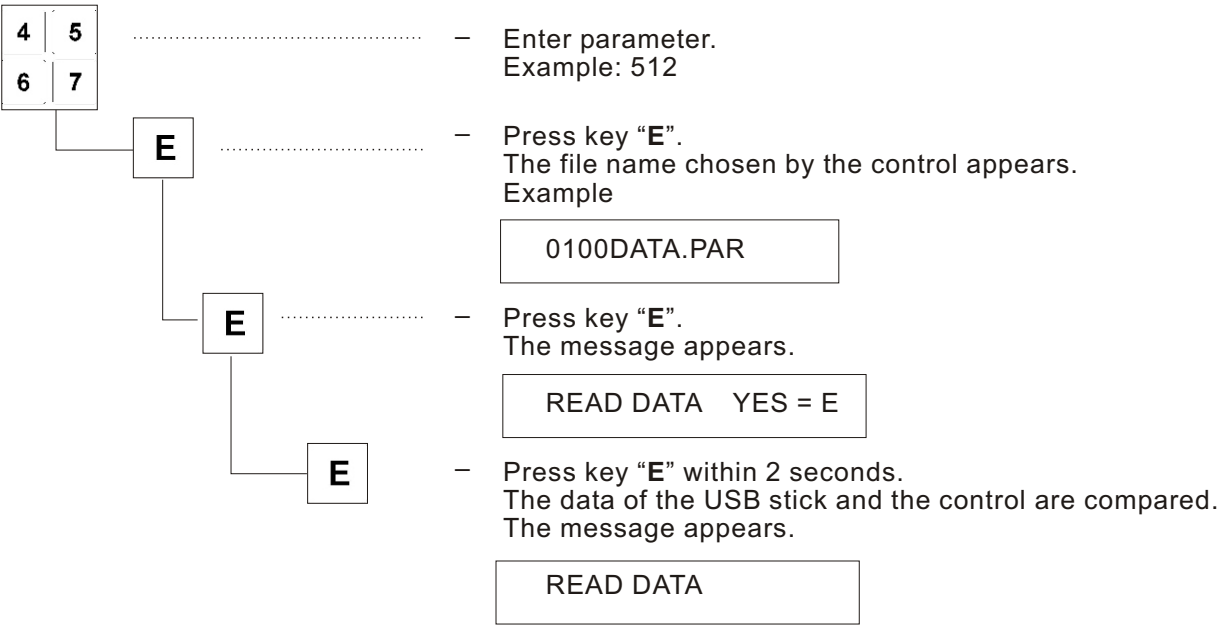 4 5
6 7
– Enter parameter.
Example: 512
E
– Press key “E”.
The file name chosen by the control appears.
Example
0100DATA.PAR
E
– Press key “E”.
The message appears.
READ DATA YES = E
E
– Press key “E” within 2 seconds.
The data of the USB stick and the control are compared.
The message appears.
READ DATA